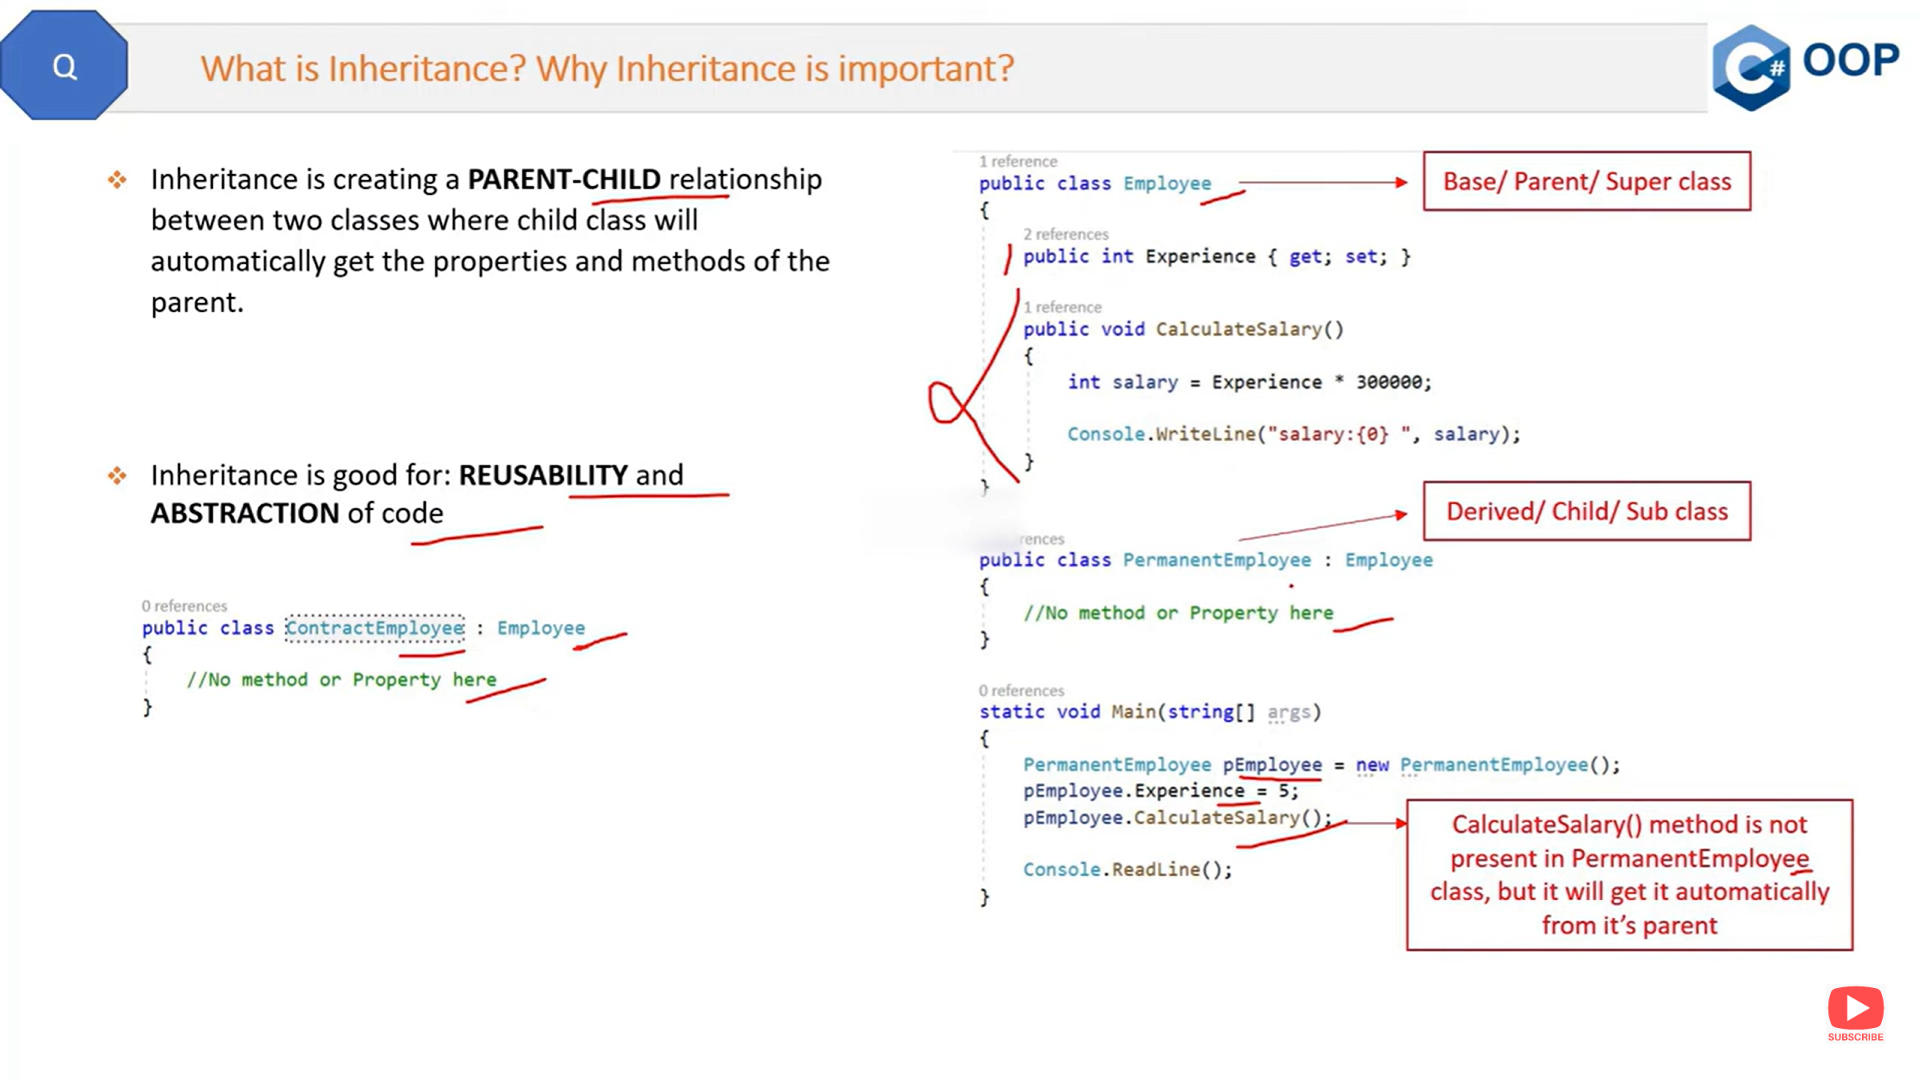 Q
What is Inheritance? Why Inheritance is important?
C# OOP
Inheritance is creating a PARENT-CHILD relationship
between two classes where child class will
automatically get the properties and methods of the
parent.
Inheritance is good for: REUSABILITY and
ABSTRACTION of code
0 references
public class ContractEmployee : Employee
{
//No method or Property here
}
1 reference
public class Employee
Base/ Parent/ Super class
{
2 references
public int Experience { get; set; }
1 reference
public void CalculateSalary()
{
int salary = Experience * 300000;
Console.WriteLine("salary:{0} ", salary);
}
}
Derived/ Child/ Sub class
rences
public class PermanentEmployee : Employee
{
//No method or Property here
}
0 references
static void Main(string[] args)
{
PermanentEmployee pEmployee = new PermanentEmployee();
pEmployee.Experience = 5;
pEmployee.CalculateSalary();
Console.ReadLine();
}
CalculateSalary() method is not
present in PermanentEmployee
class, but it will get it automatically
from it’s parent
SUBSCRIBE